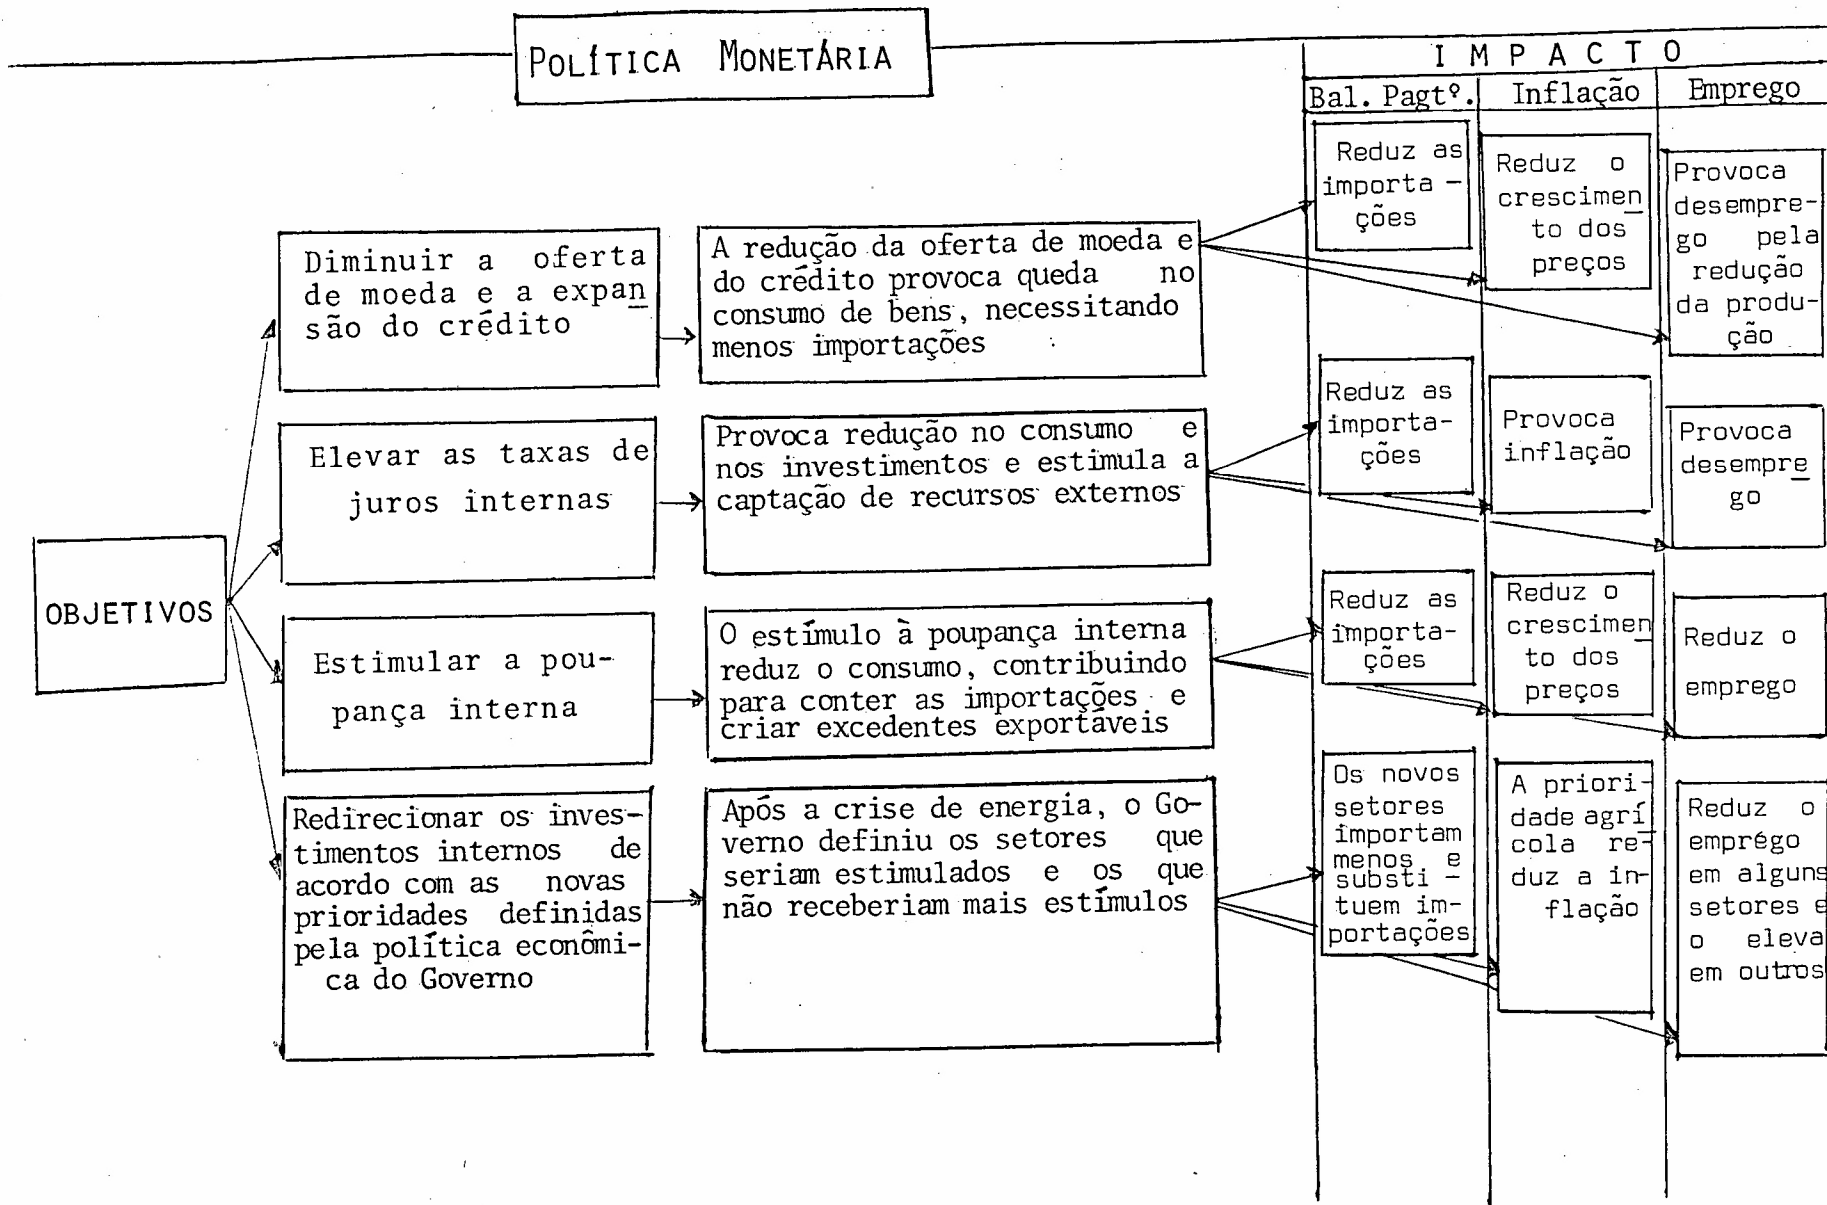 POLÍTICA MONETÁRIA
I M P A C T O
Bal. Pagtº.
Inflação
Emprego
OBJETIVOS
Diminuir a oferta
de moeda e a expan
são do crédito
A redução da oferta de moeda e
do crédito provoca queda no
consumo de bens, necessitando
menos importações
Reduz as
importa -
ções
Reduz o
crescimen
to dos
preços
Provoca
desempre-
go pela
redução
da produ-
ção
Elevar as taxas de
juros internas
Provoca redução no consumo e
nos investimentos e estimula a
captação de recursos externos
Reduz as
importa-
ções
Provoca
inflação
Provoca
desempre
go
Estimular a pou-
pança interna
O estímulo à poupança interna
reduz o consumo, contribuindo
para conter as importações e
criar excedentes exportáveis
Reduz as
importa-
ções
Reduz o
crescimen
to dos
preços
Reduz o
emprego
Redirecionar os inves-
timentos internos de
acordo com as novas
prioridades definidas
pela política econômi-
ca do Governo
Após a crise de energia, o Go-
verno definiu os setores que
seriam estimulados e os que
não receberiam mais estímulos
Os novos
setores
importam
menos e
substi -
tuem im-
portações
A priori-
dade agrí
cola re-
duz a in-
flação
Reduz o
emprégo
em alguns
setores e
o eleva
em outros